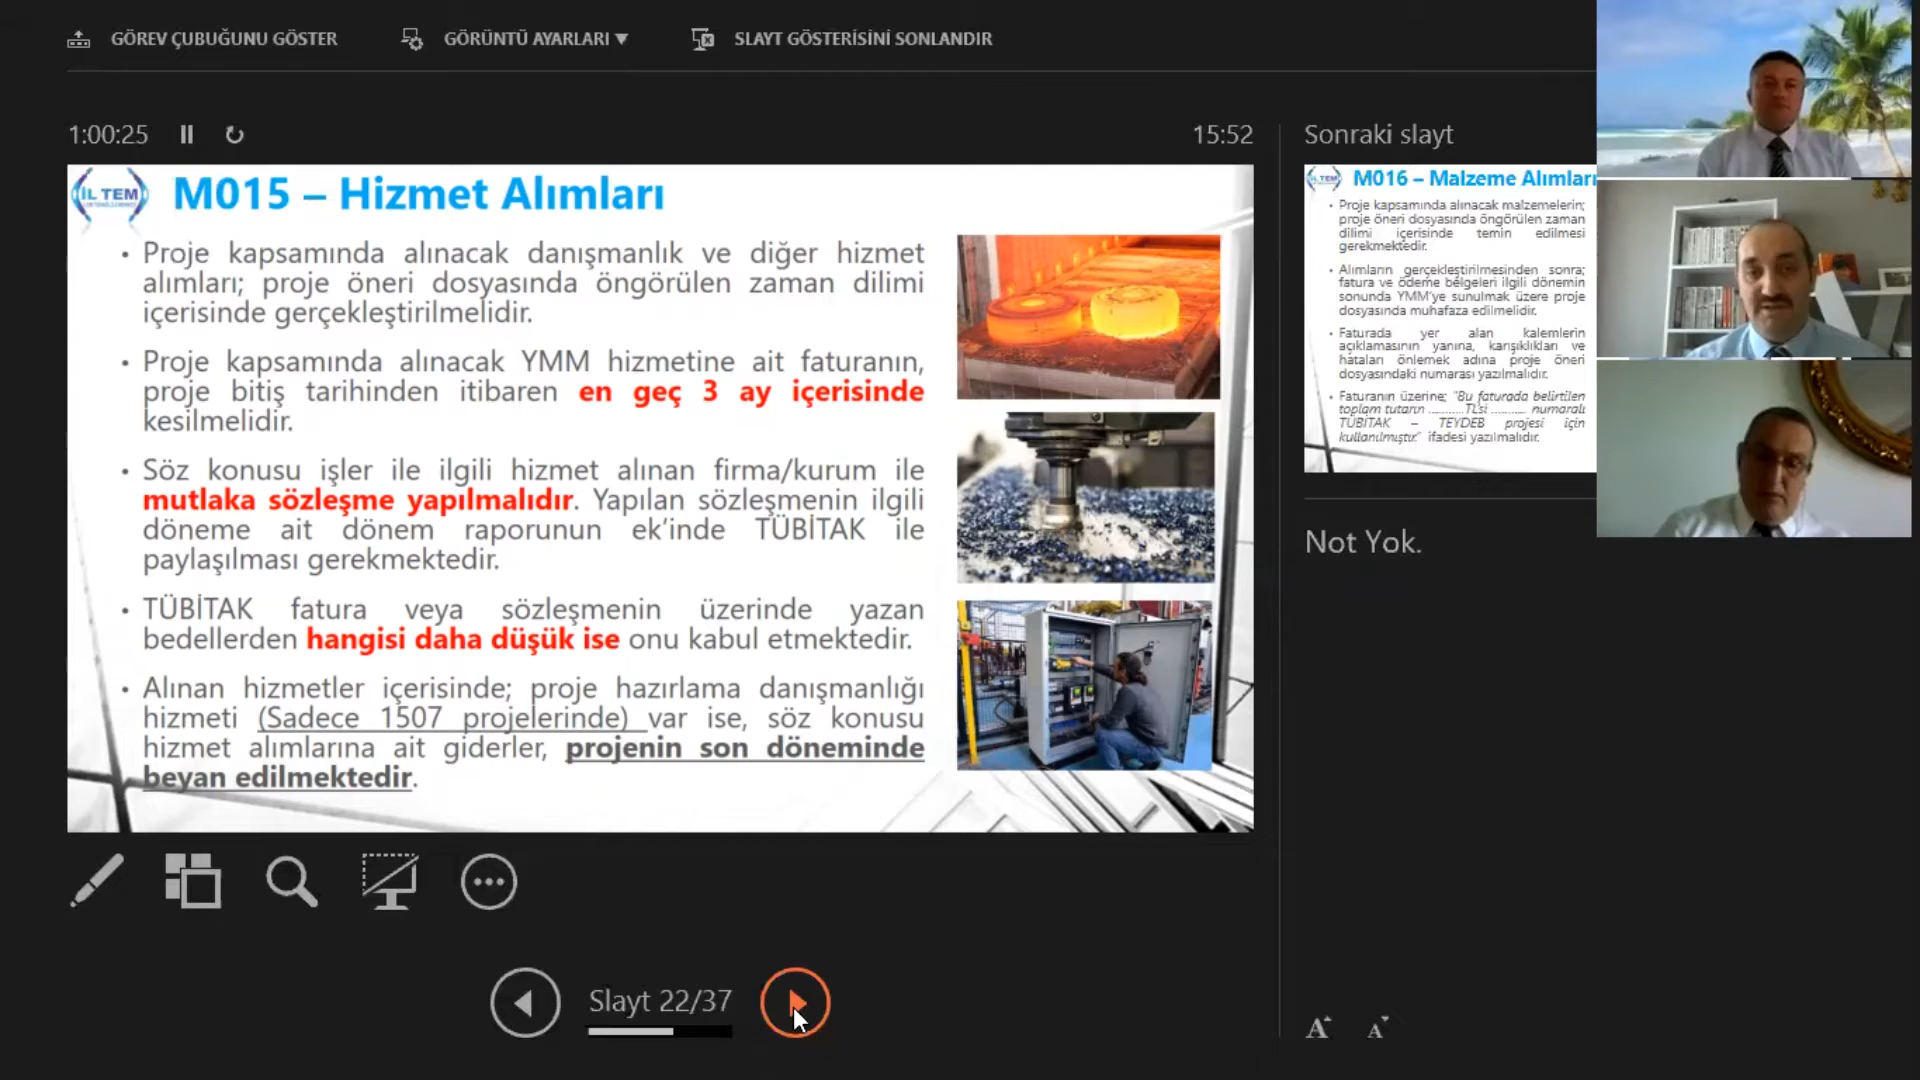 GÖREV ÇUBUĞUNU GÖSTER
GÖRÜNTÜ AYARLARI ▼
SLAYT GÖSTERİSİNİ SONLANDIR
1:00:25
15:52
Sonraki slayt
İL TEM
M015 – Hizmet Alımları
• Proje kapsamında alınacak danışmanlık ve diğer hizmet
alımları; proje öneri dosyasında öngörülen zaman dilimi
içerisinde gerçekleştirilmelidir.
• Proje kapsamında alınacak YMM hizmetine ait faturanın,
proje bitiş tarihinden itibaren en geç 3 ay içerisinde
kesilmelidir.
• Söz konusu işler ile ilgili hizmet alınan firma/kurum ile
mutlaka sözleşme yapılmalıdır. Yapılan sözleşmenin ilgili
döneme ait dönem raporunun ek’inde TÜBİTAK ile
paylaşılması gerekmektedir.
• TÜBİTAK fatura veya sözleşmenin üzerinde yazan
bedellerden hangisi daha düşük ise onu kabul etmektedir.
• Alınan hizmetler içerisinde; proje hazırlama danışmanlığı
hizmeti (Sadece 1507 projelerinde) var ise, söz konusu
hizmet alımlarına ait giderler, projenin son döneminde
beyan edilmektedir.
M016 – Malzeme Alımları
• Proje kapsamında alınacak malzemelerin;
proje öneri dosyasında öngörülen zaman
dilimi içerisinde temin edilmesi
gerekmektedir.
• Alımların gerçekleştirilmesinden sonra;
fatura ve ödeme belgeleri ilgili dönemin
sonunda YMM’ye sunulmak üzere proje
dosyasında muhafaza edilmelidir.
• Faturada yer alan kalemlerin
açıklamasının yanına, karışıklıkları ve
hataları önlemek adına proje öneri
dosyasındaki numarası yazılmalıdır.
• Faturanın üzerine; “Bu faturada belirtilen
toplam tutarın ..........TL’si .......... numaralı
TÜBİTAK – TEYDEB projesi için
kullanılmıştır.” ifadesi yazılmalıdır.
Not Yok.
Slayt 22/37
A A